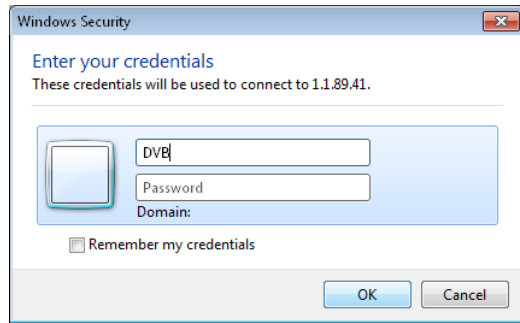 Windows Security
Enter your credentials
These credentials will be used to connect to 1.1.89.41.
DVB
Password
Domain:
Remember my credentials
OK Cancel